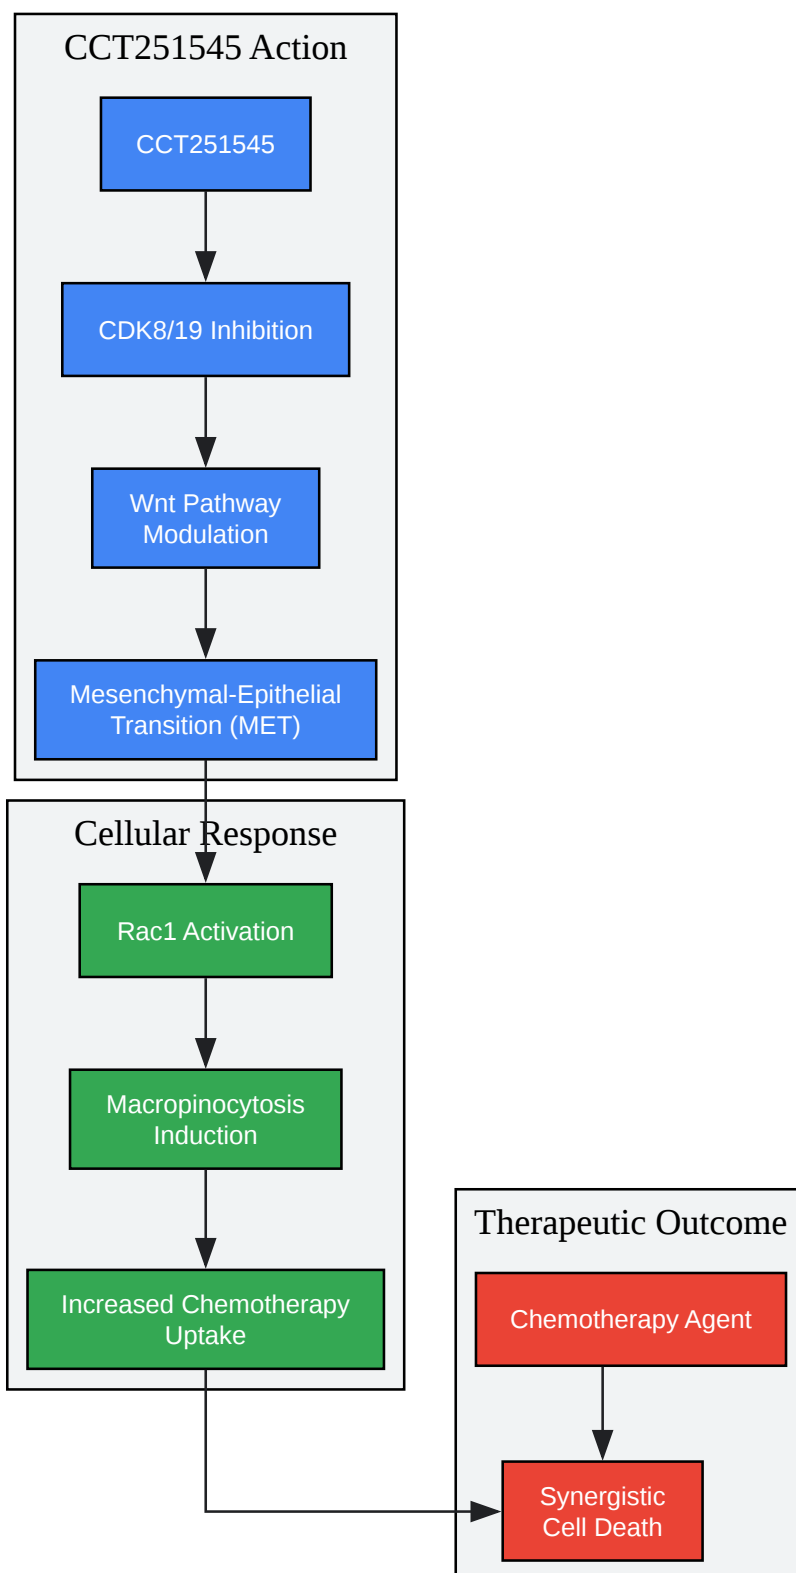 CCT251545 Action
CCT251545
CDK8/19 Inhibition
Wnt Pathway
Modulation
Mesenchymal-Epithelial
Transition (MET)
Cellular Response
Rac1 Activation
Macropinocytosis
Induction
Increased Chemotherapy
Uptake
Therapeutic Outcome
Chemotherapy Agent
Synergistic
Cell Death